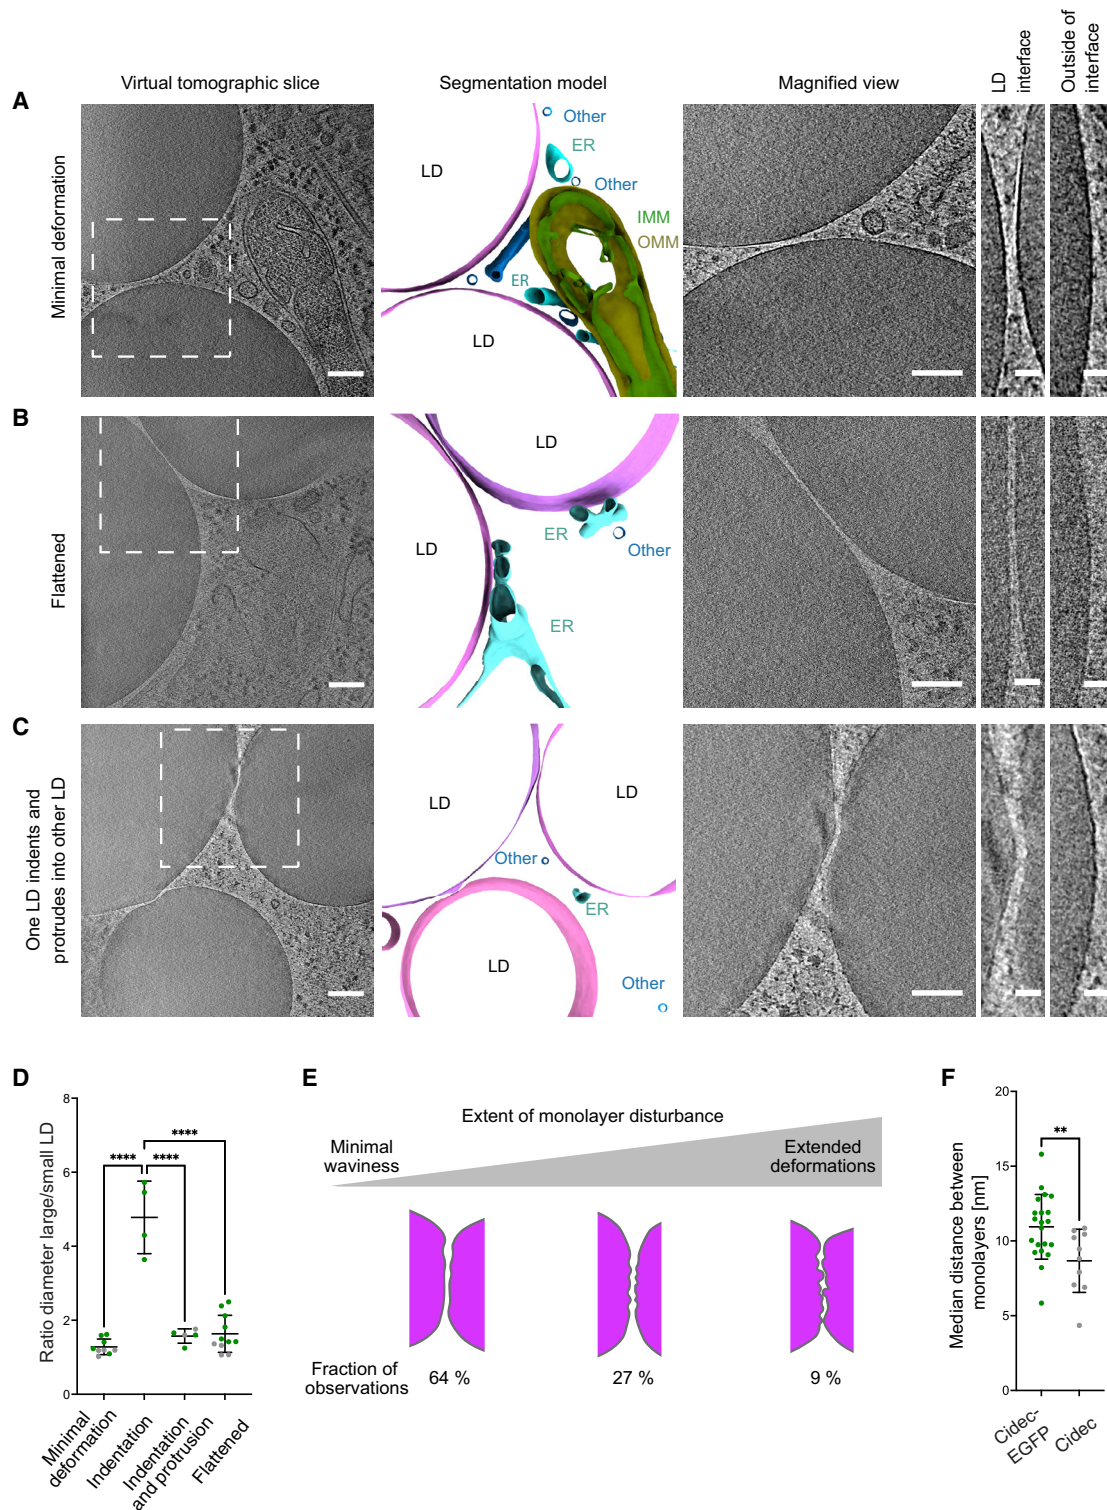 Virtual tomographic slice
Segmentation model
Magnified view
LD
interface
Outside of
interface
A
Minimal deformation
LD
Other
ER
Other
IMM
OMM
ER
LD
B
Flattened
LD
ER
Other
LD
ER
C
One LD indents and
protrudes into other LD
LD
LD
Other
ER
LD
Other
D
Ratio diameter large/small LD
8
6
4
2
0
****
****
****
Minimal
deformation
Indentation
Indentation
and protrusion
Flattened
E
Extent of monolayer disturbance
Minimal
waviness
Extended
deformations
Fraction of
observations
64 %
27 %
9 %
F
Median distance between
monolayers [nm]
20
15
10
5
0
**
Cidec-
EGFP
Cidec